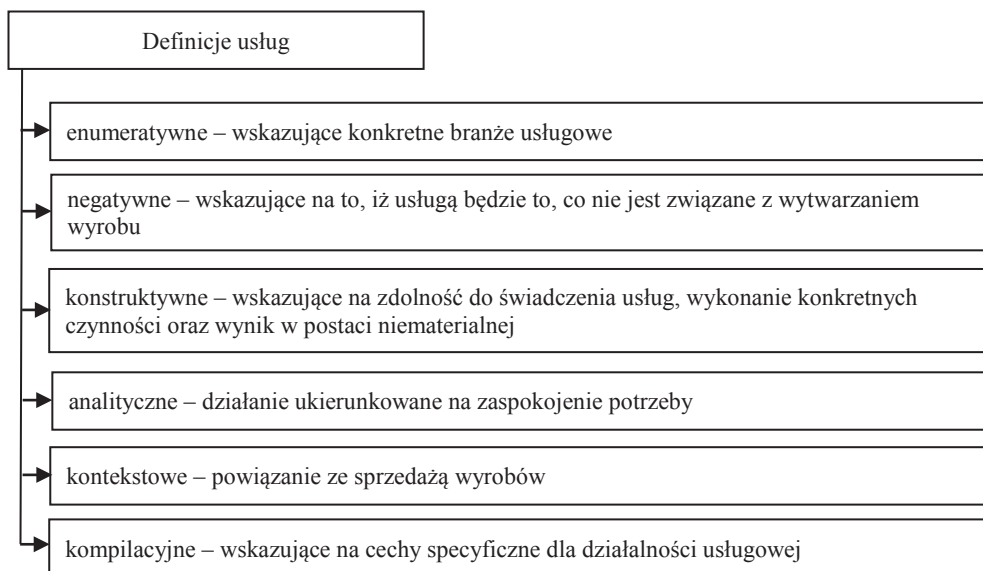 Definicje usług
enumeratywne – wskazujące konkretne branże usługowe
negatywne – wskazujące na to, iż usługą będzie to, co nie jest związane z wytwarzaniem
wyrobu
konstruktywne – wskazujące na zdolność do świadczenia usług, wykonanie konkretnych
czynności oraz wynik w postaci niematerialnej
analityczne – działanie ukierunkowane na zaspokojenie potrzeby
kontekstowe – powiązanie ze sprzedażą wyrobów
kompilacyjne – wskazujące na cechy specyficzne dla działalności usługowej